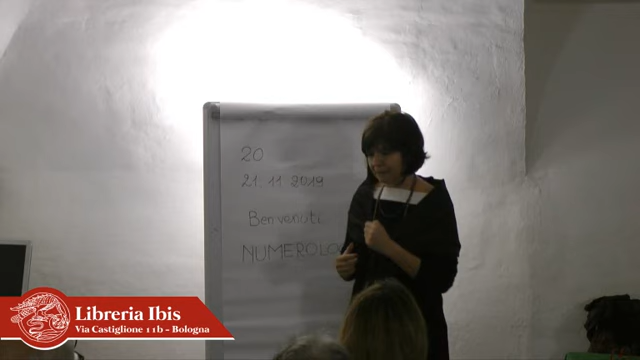 20
21.11.2019
Benvenuti
NUMEROLO
Libreria Ibis
Via Castiglione 11b - Bologna